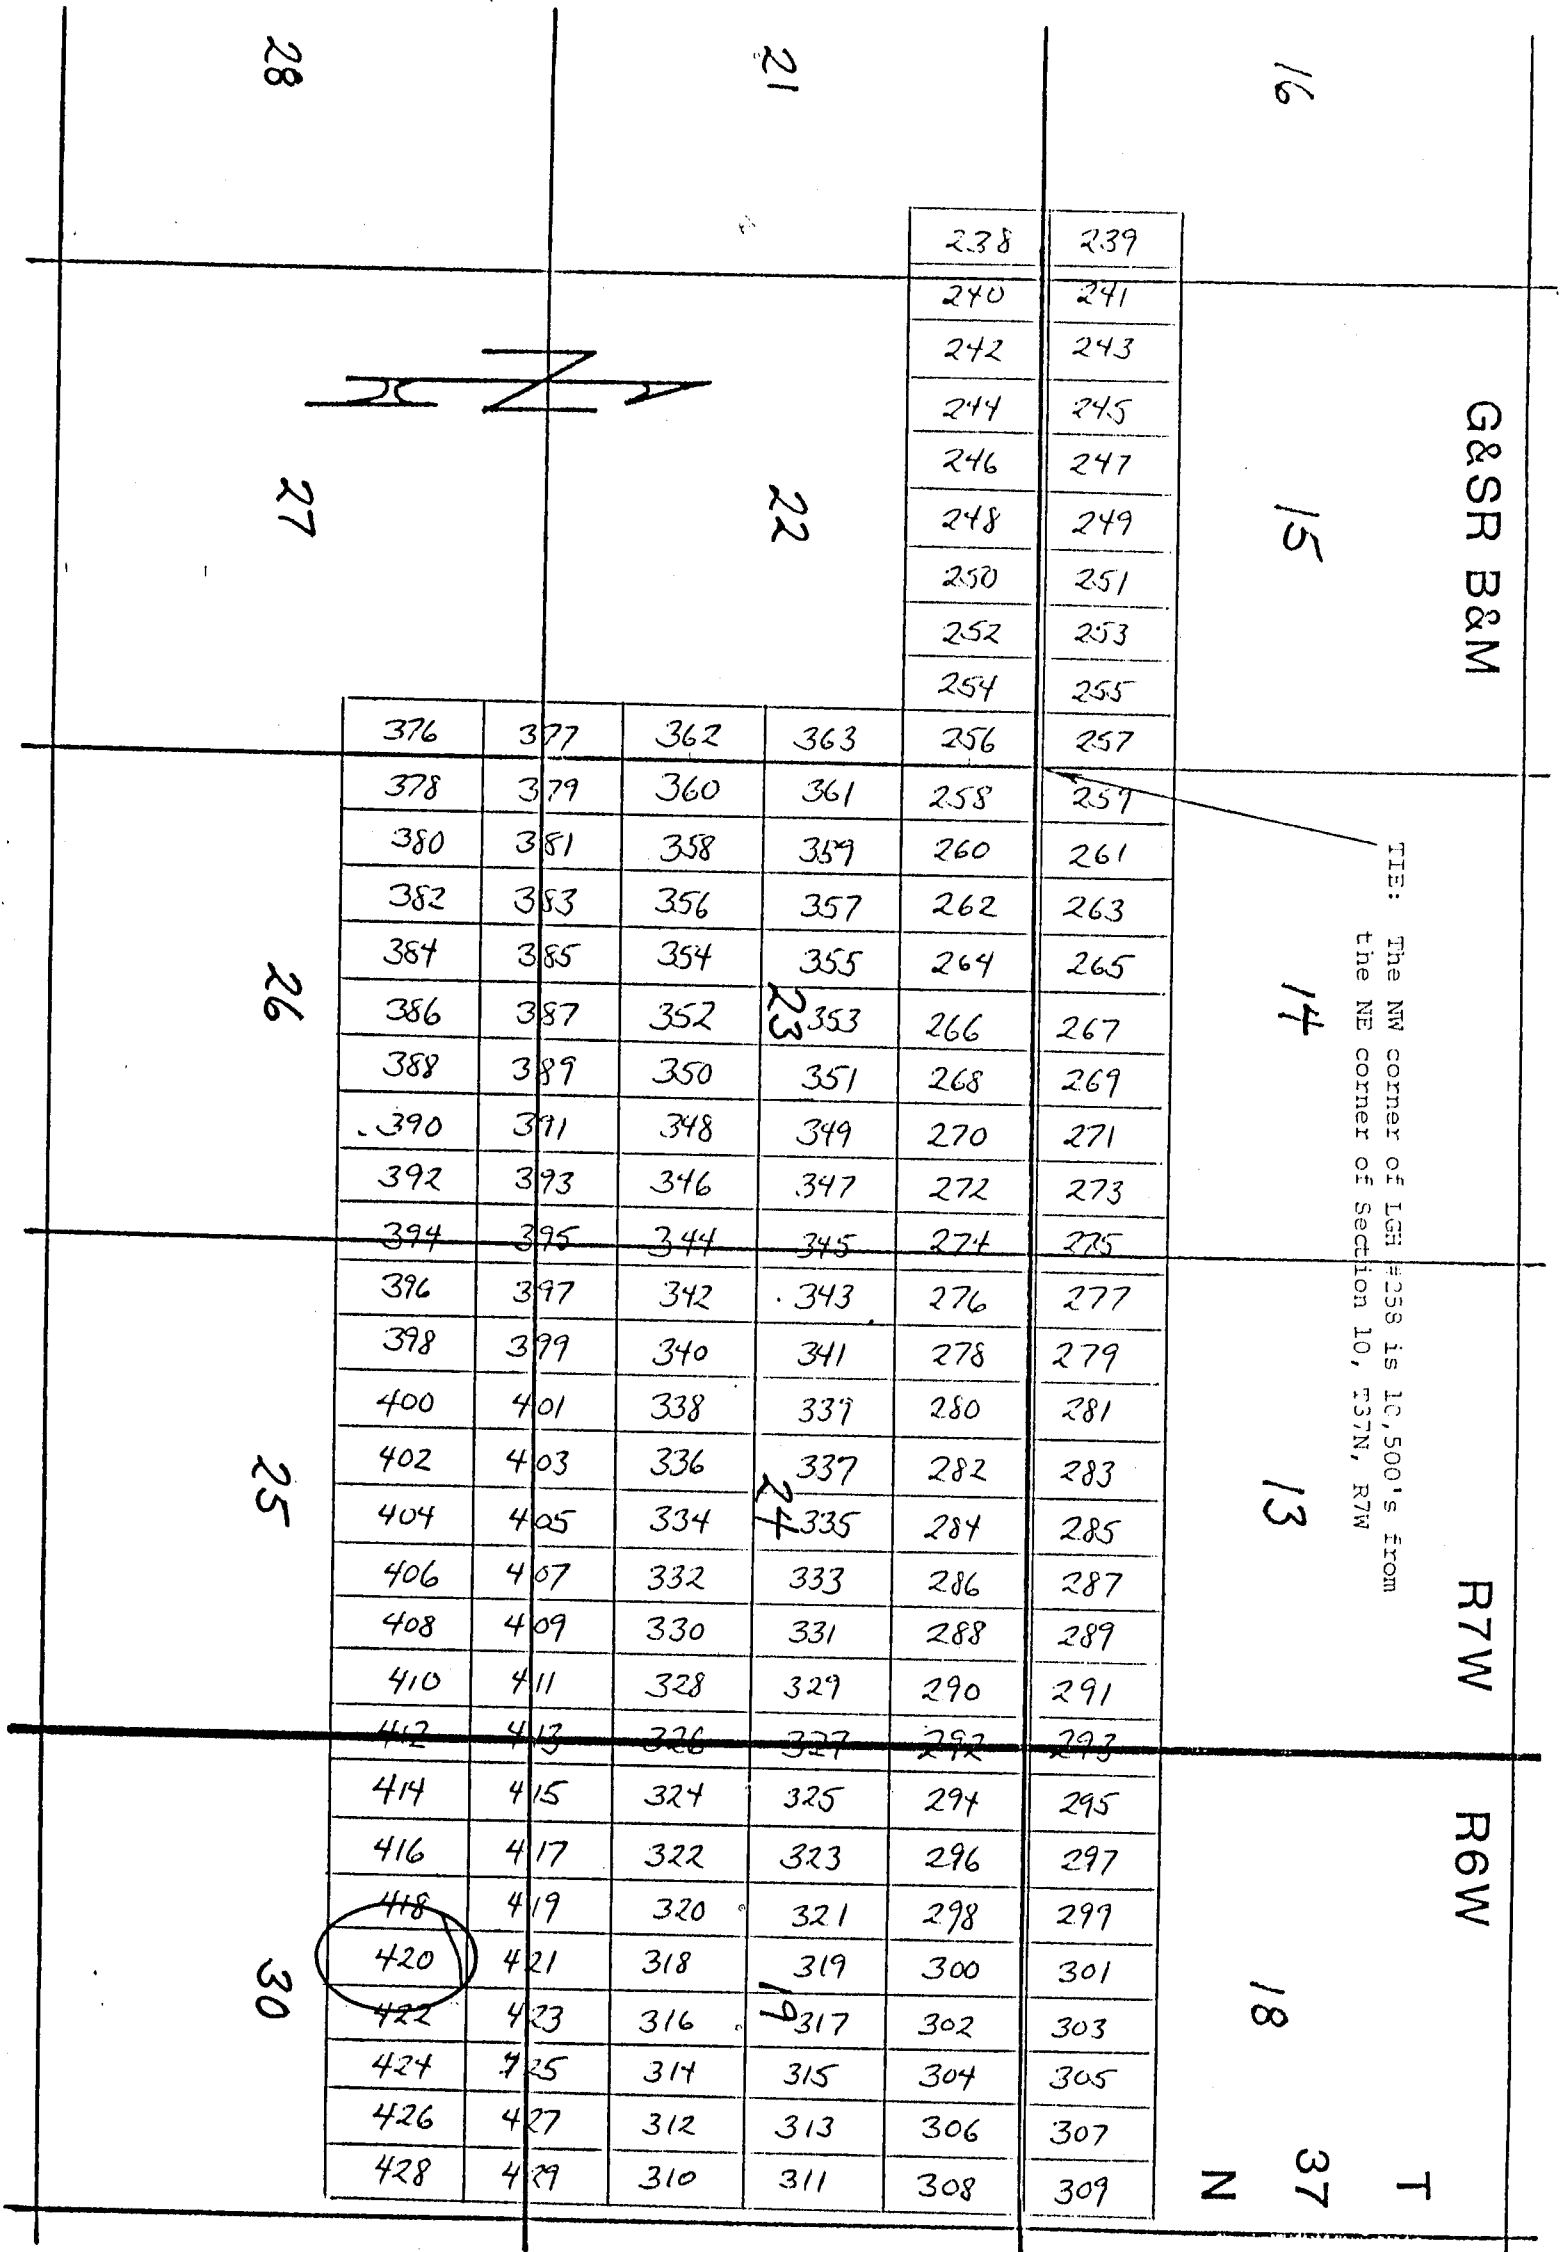 G&SR B&M
R7W
R6W
T
37
N
16
15
14
13
18
TIE: The NW corner of LGH #258 is 10,500's from
the NE corner of Section 10, T37N, R7W
21
22
23
24
19
28
27
26
25
30
N
238 239
240 241
242 243
244 245
246 247
248 249
250 251
252 253
254 255
376 377 362 363 256 257
378 379 360 361 258 259
380 381 358 359 260 261
382 383 356 357 262 263
384 385 354 355 264 265
386 387 352 353 266 267
388 389 350 351 268 269
390 391 348 349 270 271
392 393 346 347 272 273
394 395 344 345 274 275
396 397 342 343 276 277
398 399 340 341 278 279
400 401 338 339 280 281
402 403 336 337 282 283
404 405 334 335 284 285
406 407 332 333 286 287
408 409 330 331 288 289
410 411 328 329 290 291
412 413 326 327 292 293
414 415 324 325 294 295
416 417 322 323 296 297
418 419 320 321 298 299
420 421 318 319 300 301
422 423 316 317 302 303
424 425 314 315 304 305
426 427 312 313 306 307
428 429 310 311 308 309